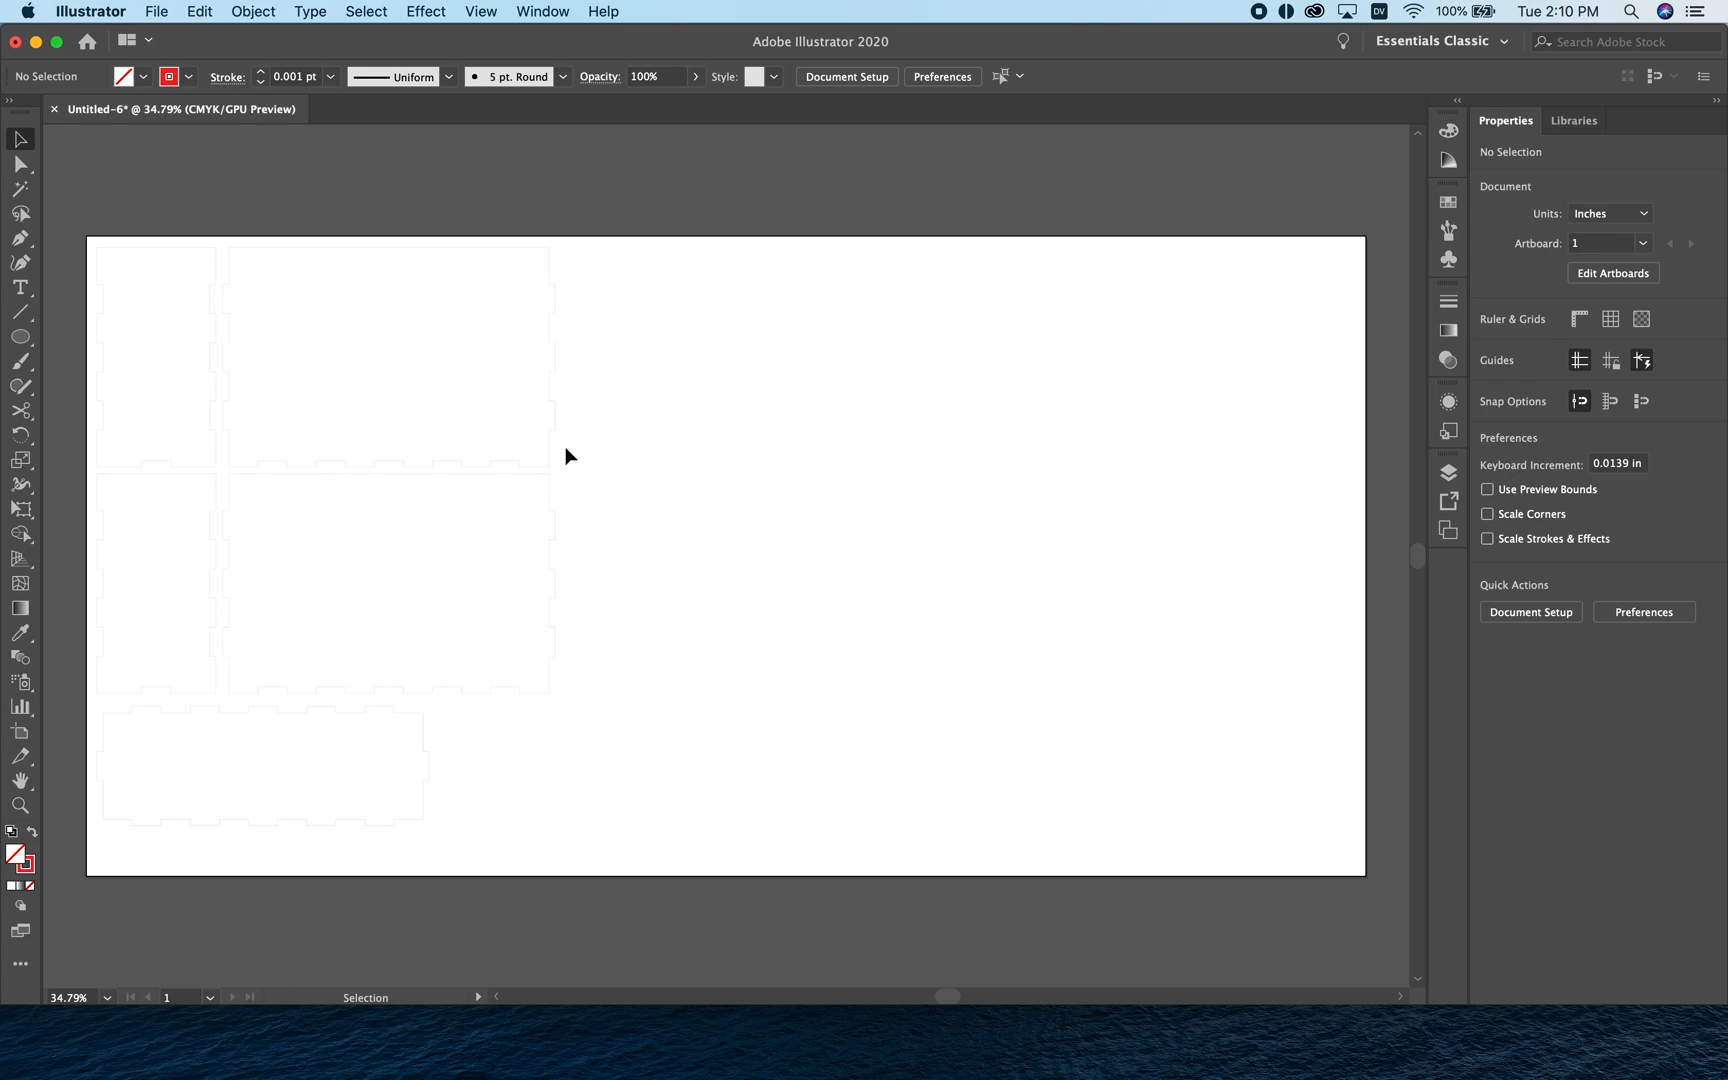 Illustrator File Edit Object Type Select Effect View Window Help DV 100% Tue 2:10 PM
Adobe Illustrator 2020 Essentials Classic Search Adobe Stock
No Selection Stroke: 0.001 pt Uniform 5 pt. Round Opacity: 100% Style: Document Setup Preferences
Untitled-6* @ 34.79% (CMYK/GPU Preview)
Properties Libraries
No Selection
Document
Units: Inches
Artboard: 1
Edit Artboards
Ruler & Grids
Guides
Snap Options
Preferences
Keyboard Increment: 0.0139 in
Use Preview Bounds
Scale Corners
Scale Strokes & Effects
Quick Actions
Document Setup Preferences
34.79% 1 Selection